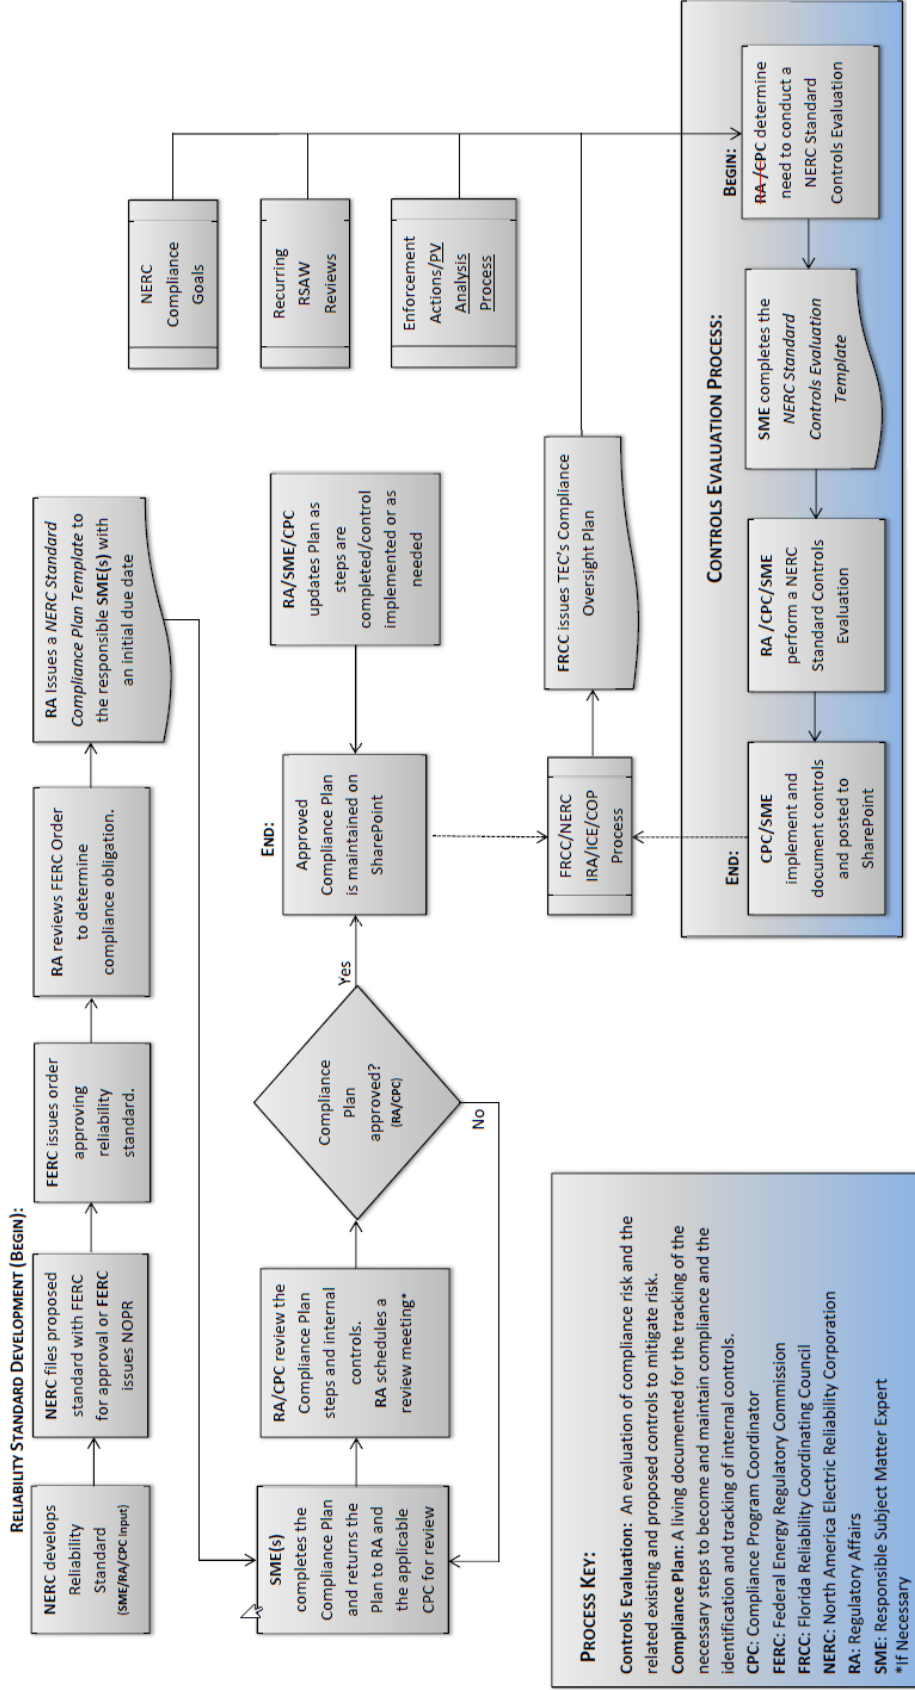 RELIABILITY STANDARD DEVELOPMENT (BEGIN):
NERC develops
Reliability
Standard
(SME/RA/CPC Input)
NERC files proposed
standard with FERC
for approval or FERC
issues NOPR
FERC issues order
approving
reliability
standard.
RA reviews FERC Order
to determine
compliance obligation.
RA Issues a NERC Standard
Compliance Plan Template to
the responsible SME(s) with
an initial due date
SME(s)
completes the
Compliance Plan
and returns the
Plan to RA and
the applicable
CPC for review
RA/CPC review the
Compliance Plan
steps and internal
controls.
RA schedules a
review meeting*
Compliance
Plan
approved?
(RA/CPC)
Yes
No
END:
Approved
Compliance Plan
is maintained on
SharePoint
RA/SME/CPC
updates Plan as
steps are
completed/control
implemented or as
needed
NERC
Compliance
Goals
Recurring
RSAW
Reviews
Enforcement
Actions/PV
Analysis
Process
FRCC/NERC
IRA/ICE/COP
Process
FRCC issues TEC's Compliance
Oversight Plan
CONTROLS EVALUATION PROCESS:
BEGIN:
RA /CPC determine
need to conduct a
NERC Standard
Controls Evaluation
SME completes the
NERC Standard
Controls Evaluation
Template
RA /CPC/SME
perform a NERC
Standard Controls
Evaluation
END:
CPC/SME
implement and
document controls
and posted to
SharePoint
PROCESS KEY:
Controls Evaluation: An evaluation of compliance risk and the
related existing and proposed controls to mitigate risk.
Compliance Plan: A living documented for the tracking of the
necessary steps to become and maintain compliance and the
identification and tracking of internal controls.
CPC: Compliance Program Coordinator
FERC: Federal Energy Regulatory Commission
FRCC: Florida Reliability Coordinating Council
NERC: North America Electric Reliability Corporation
RA: Regulatory Affairs
SME: Responsible Subject Matter Expert
*If Necessary